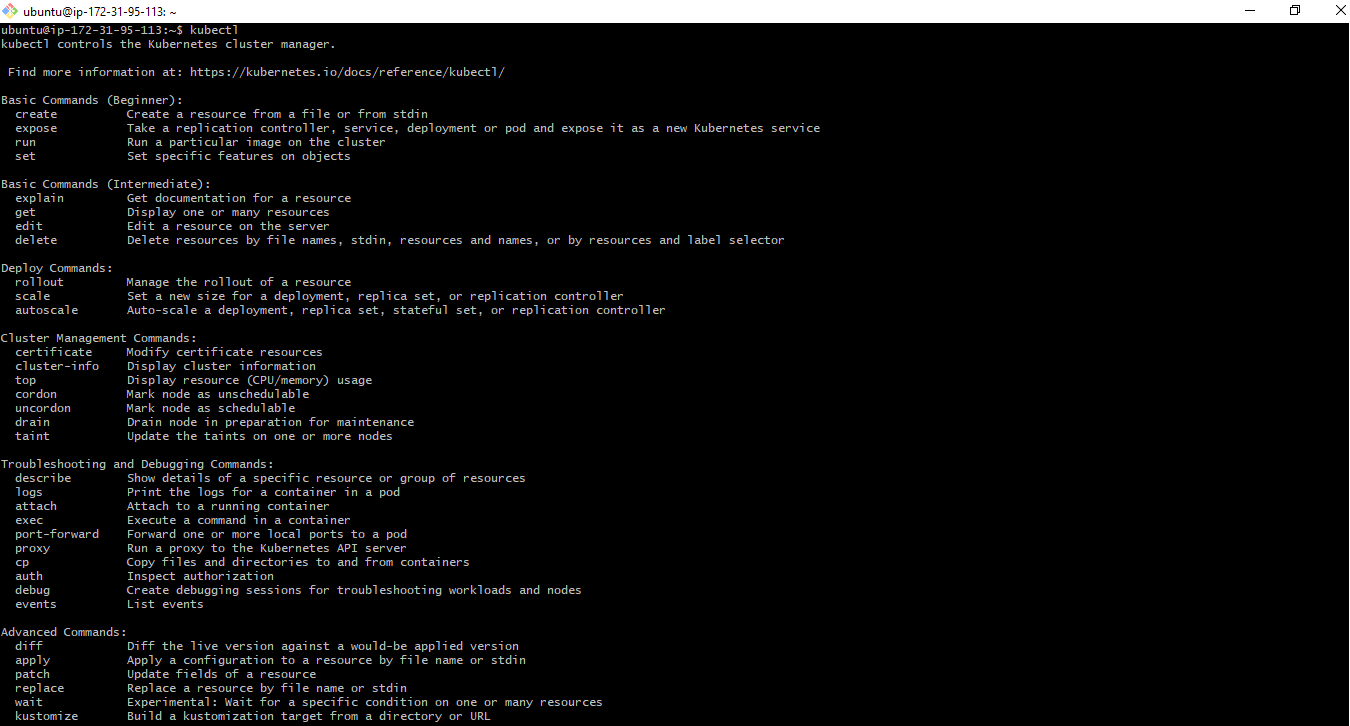 ubuntu@ip-172-31-95-113: ~
ubuntu@ip-172-31-95-113:~$ kubectl
kubectl controls the Kubernetes cluster manager.
Find more information at: https://kubernetes.io/docs/reference/kubectl/
Basic Commands (Beginner):
create Create a resource from a file or from stdin
expose Take a replication controller, service, deployment or pod and expose it as a new Kubernetes service
run Run a particular image on the cluster
set Set specific features on objects
Basic Commands (Intermediate):
explain Get documentation for a resource
get Display one or many resources
edit Edit a resource on the server
delete Delete resources by file names, stdin, resources and names, or by resources and label selector
Deploy Commands:
rollout Manage the rollout of a resource
scale Set a new size for a deployment, replica set, or replication controller
autoscale Auto-scale a deployment, replica set, stateful set, or replication controller
Cluster Management Commands:
certificate Modify certificate resources
cluster-info Display cluster information
top Display resource (CPU/memory) usage
cordon Mark node as unschedulable
uncordon Mark node as schedulable
drain Drain node in preparation for maintenance
taint Update the taints on one or more nodes
Troubleshooting and Debugging Commands:
describe Show details of a specific resource or group of resources
logs Print the logs for a container in a pod
attach Attach to a running container
exec Execute a command in a container
port-forward Forward one or more local ports to a pod
proxy Run a proxy to the Kubernetes API server
cp Copy files and directories to and from containers
auth Inspect authorization
debug Create debugging sessions for troubleshooting workloads and nodes
events List events
Advanced Commands:
diff Diff the live version against a would-be applied version
apply Apply a configuration to a resource by file name or stdin
patch Update fields of a resource
replace Replace a resource by file name or stdin
wait Experimental: Wait for a specific condition on one or many resources
kustomize Build a kustomization target from a directory or URL